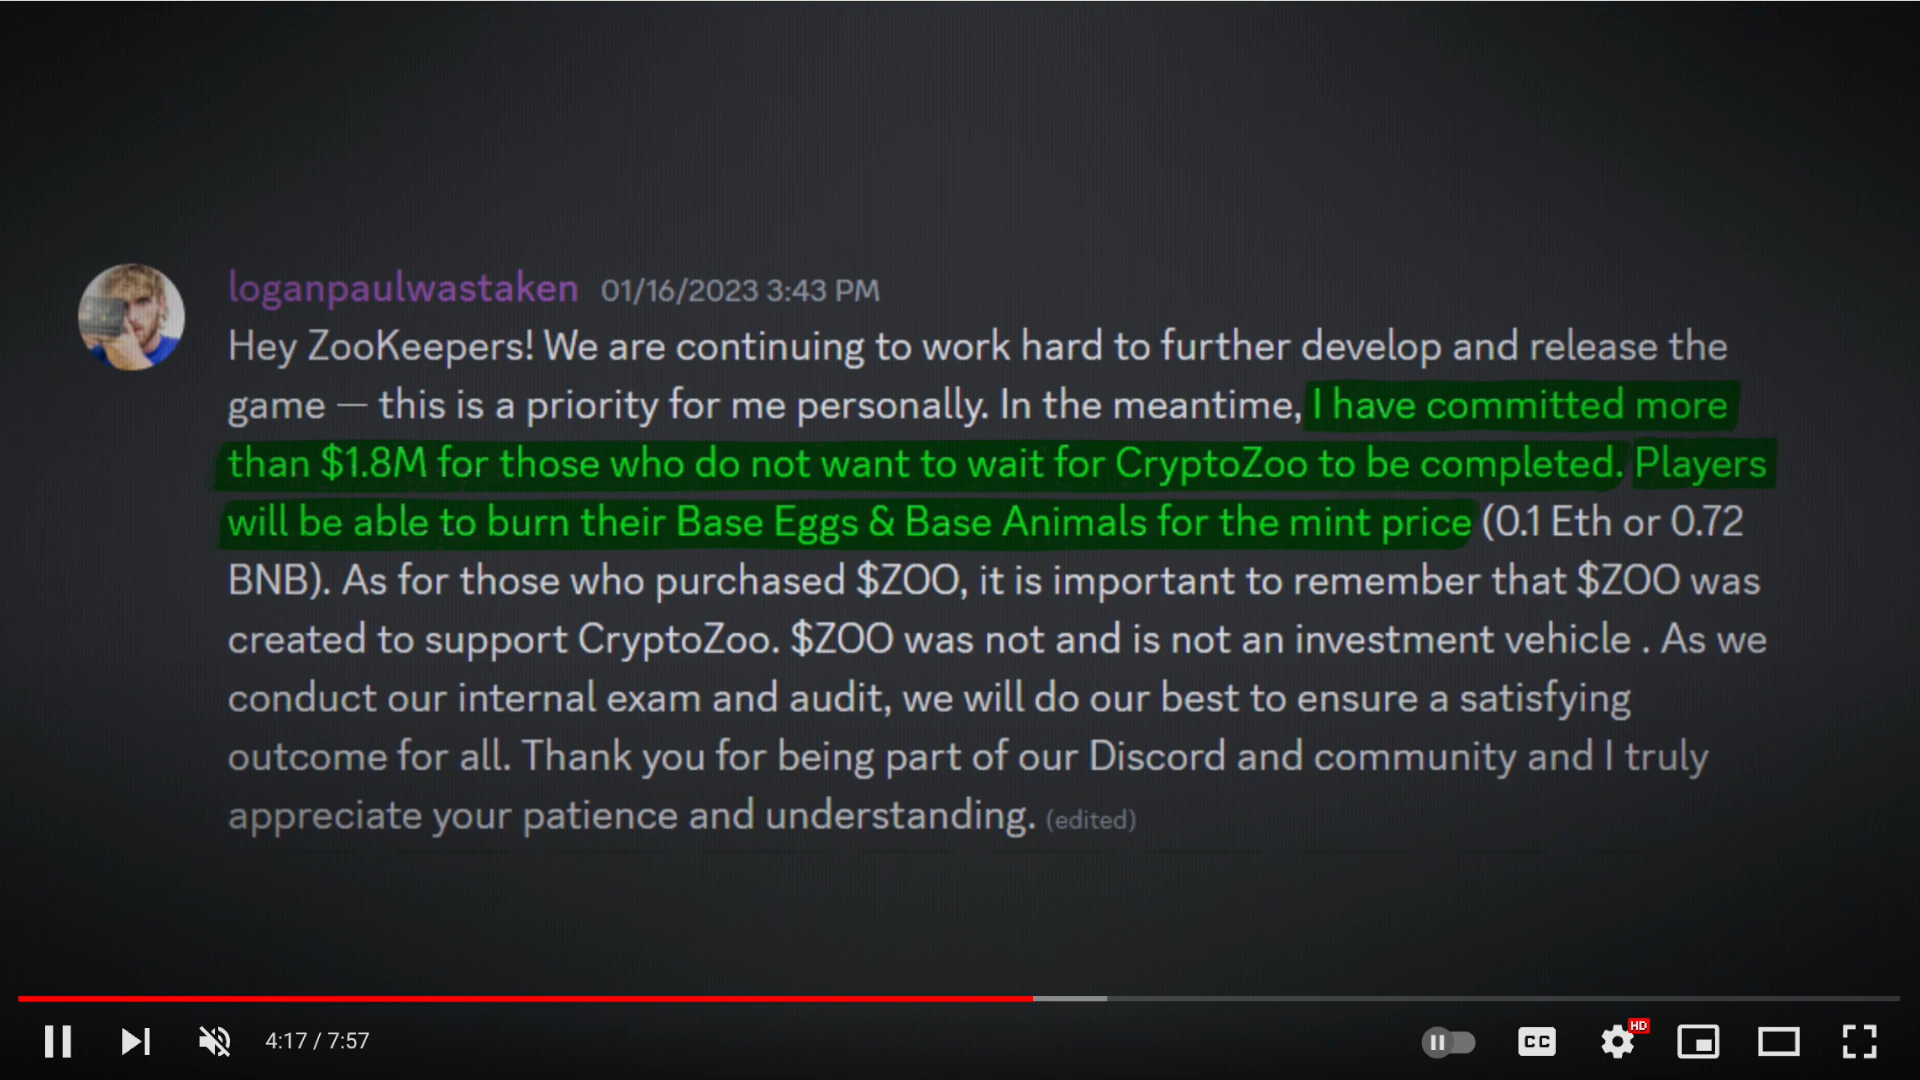 loganpaulwastaken 01/16/2023 3:43 PM
Hey ZooKeepers! We are continuing to work hard to further develop and release the
game — this is a priority for me personally. In the meantime, I have committed more
than $1.8M for those who do not want to wait for CryptoZoo to be completed. Players
will be able to burn their Base Eggs & Base Animals for the mint price (0.1 Eth or 0.72
BNB). As for those who purchased $ZOO, it is important to remember that $ZOO was
created to support CryptoZoo. $ZOO was not and is not an investment vehicle . As we
conduct our internal exam and audit, we will do our best to ensure a satisfying
outcome for all. Thank you for being part of our Discord and community and I truly
appreciate your patience and understanding. (edited)
4:17 / 7:57 CC HD